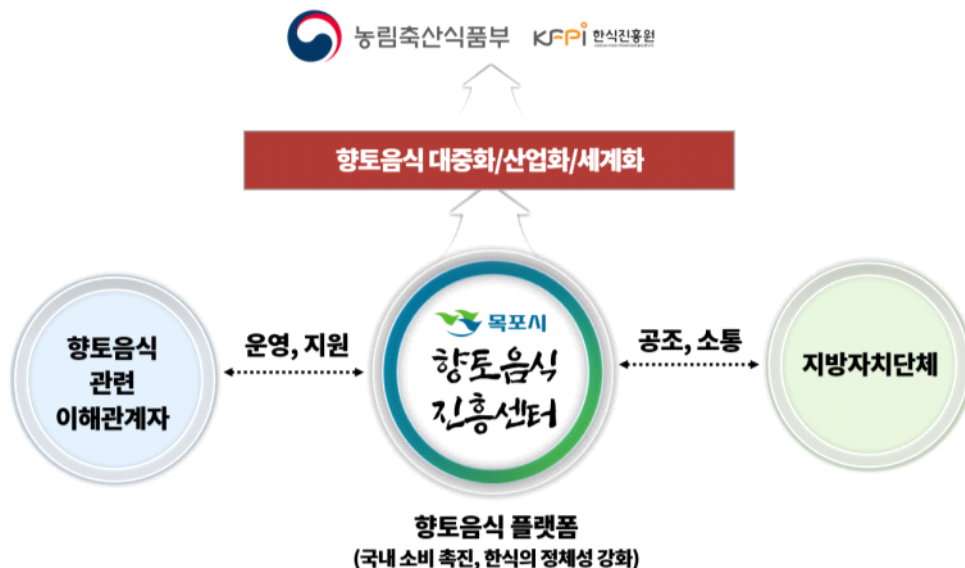 농림축산식품부 KFPi 한식진흥원
향토음식 대중화/산업화/세계화
향토음식
관련
이해관계자
운영, 지원
목포시
향토음식
진흥센터
공조, 소통
지방자치단체
향토음식 플랫폼
(국내 소비 촉진, 한식의 정체성 강화)